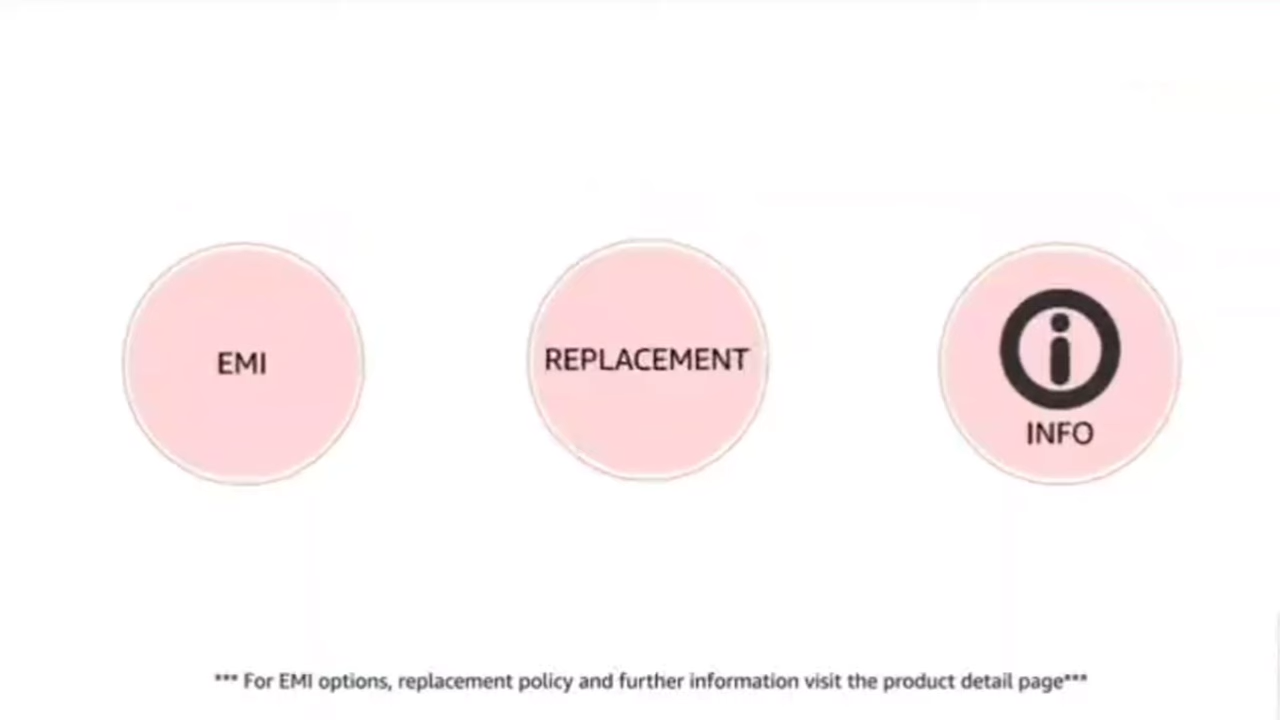 EMI
REPLACEMENT
INFO
*** For EMI options, replacement policy and further information visit the product detail page***